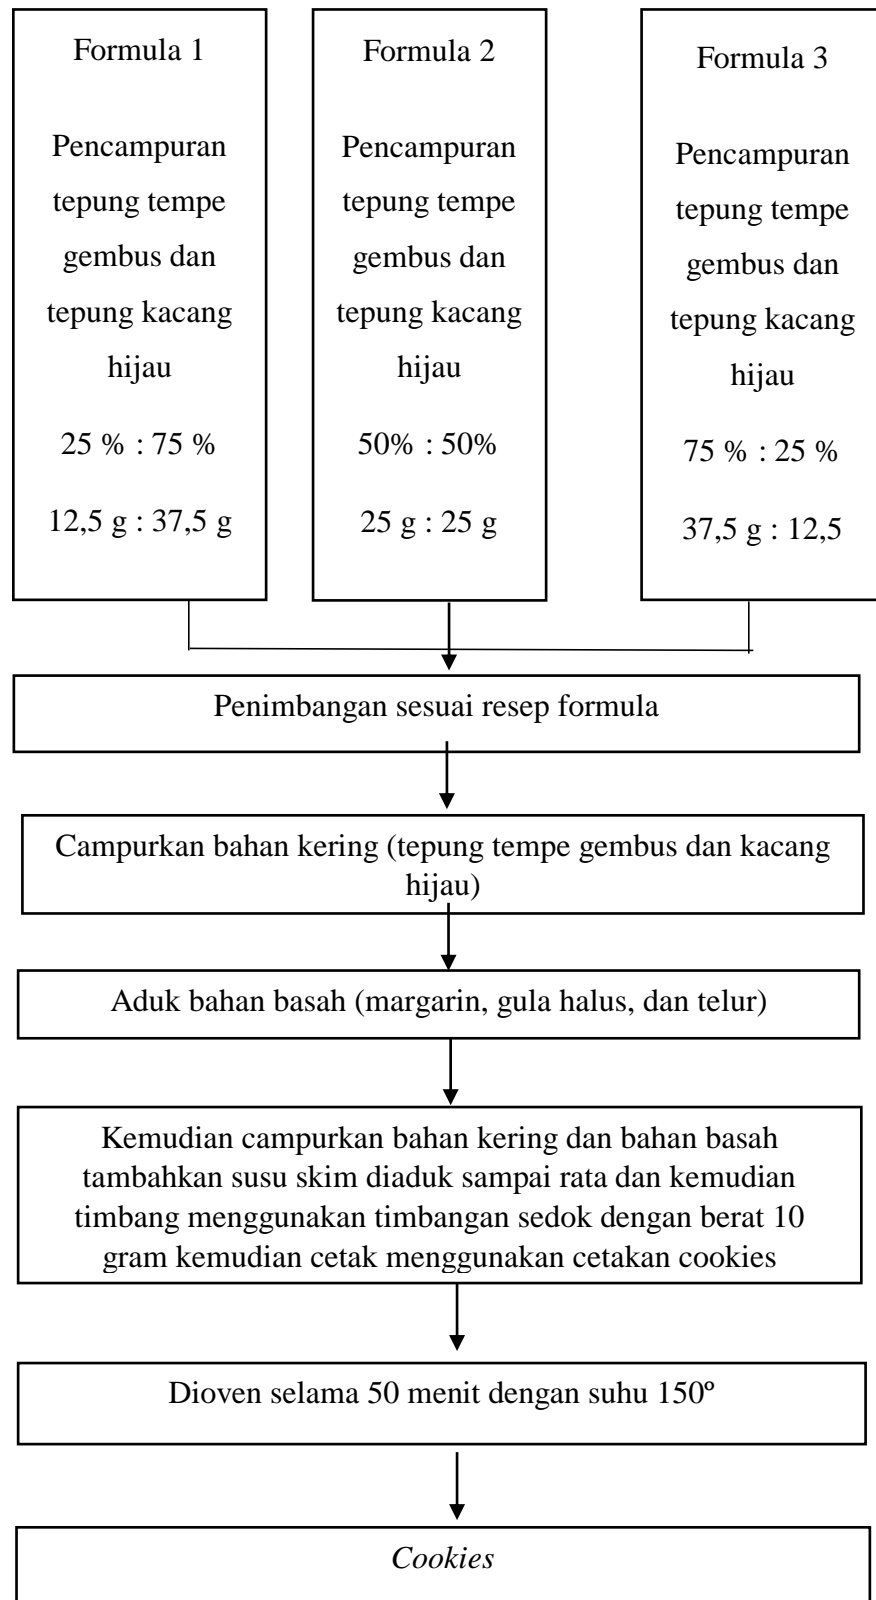 Formula 1
Pencampuran
tepung tempe
gembus dan
tepung kacang
hijau
25 % : 75 %
12,5 g : 37,5 g
Formula 2
Pencampuran
tepung tempe
gembus dan
tepung kacang
hijau
50% : 50%
25 g : 25 g
Formula 3
Pencampuran
tepung tempe
gembus dan
tepung kacang
hijau
75 % : 25 %
37,5 g : 12,5
Penimbangan sesuai resep formula
Campurkan bahan kering (tepung tempe gembus dan kacang
hijau)
Aduk bahan basah (margarin, gula halus, dan telur)
Kemudian campurkan bahan kering dan bahan basah
tambahkan susu skim diaduk sampai rata dan kemudian
timbang menggunakan timbangan sedok dengan berat 10
gram kemudian cetak menggunakan cetakan cookies
Dioven selama 50 menit dengan suhu 150º
Cookies